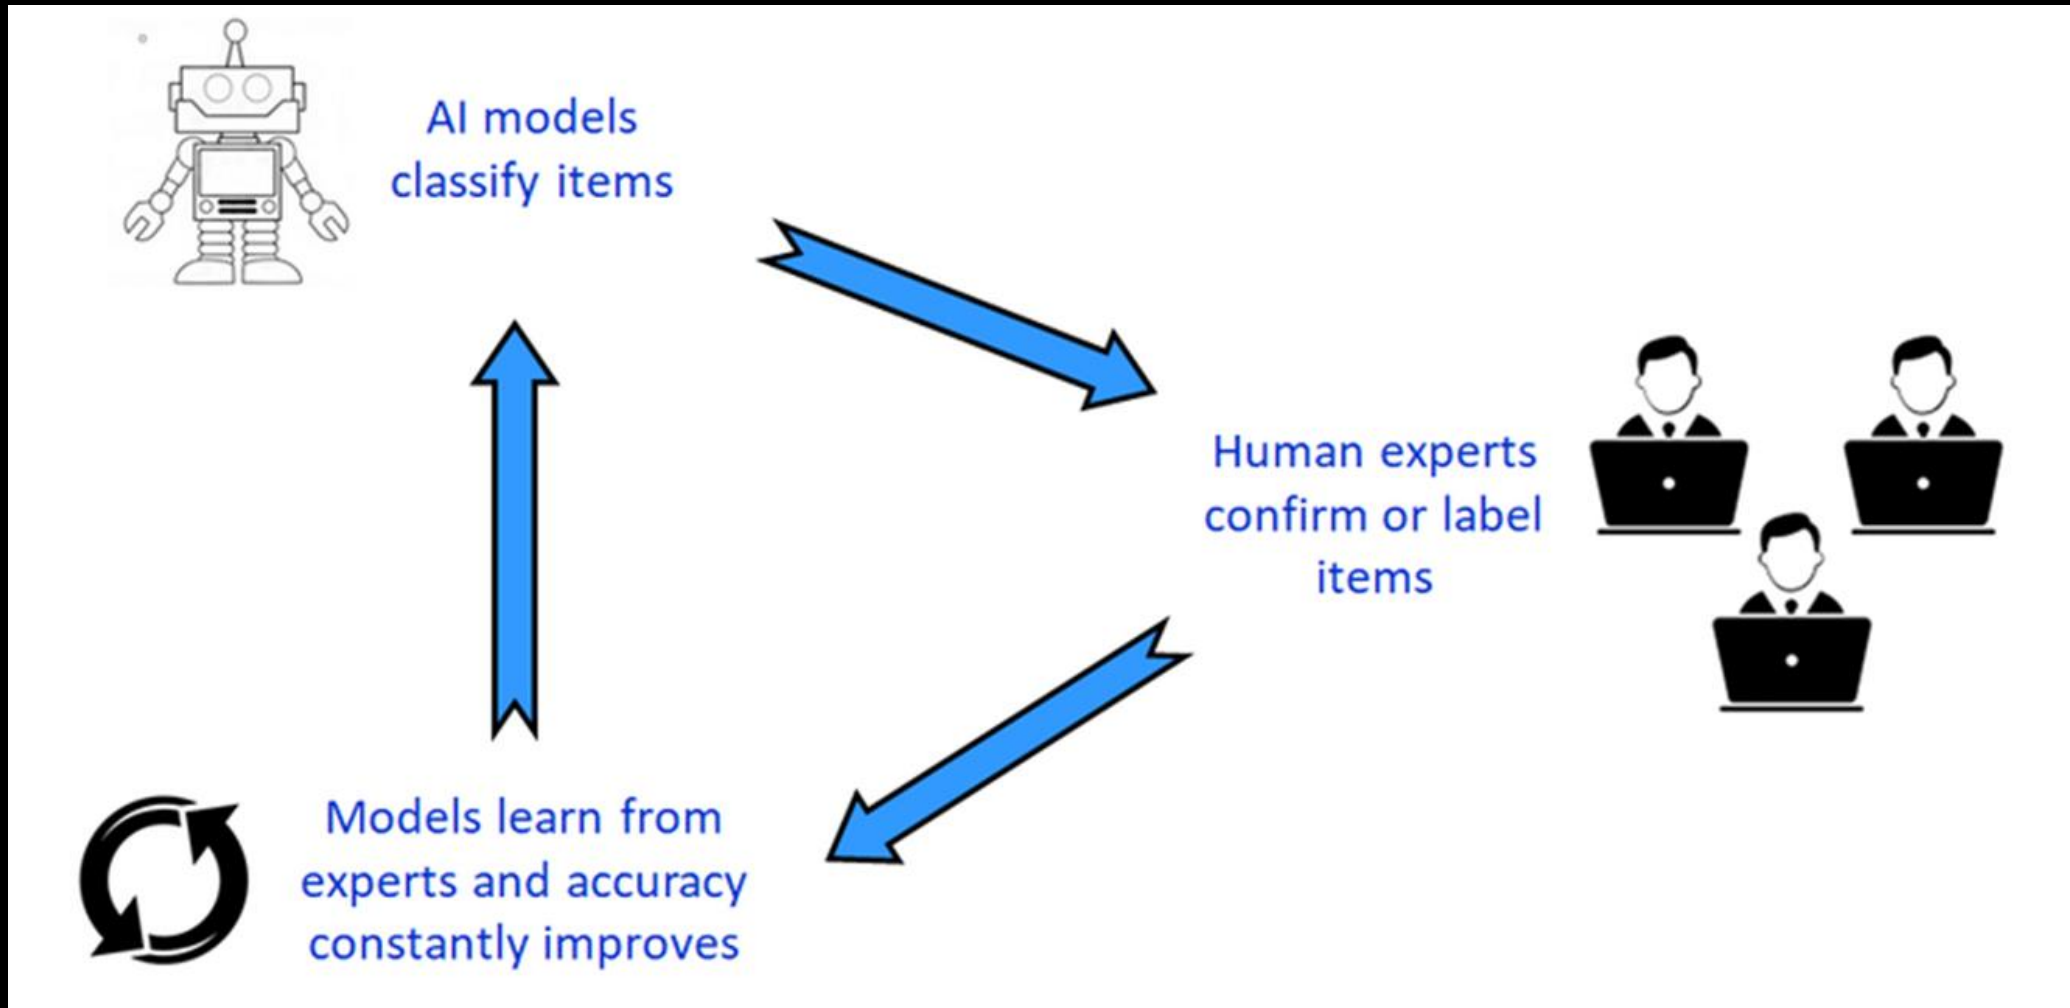 AI models
classify items
Human experts
confirm or label
items
Models learn from
experts and accuracy
constantly improves